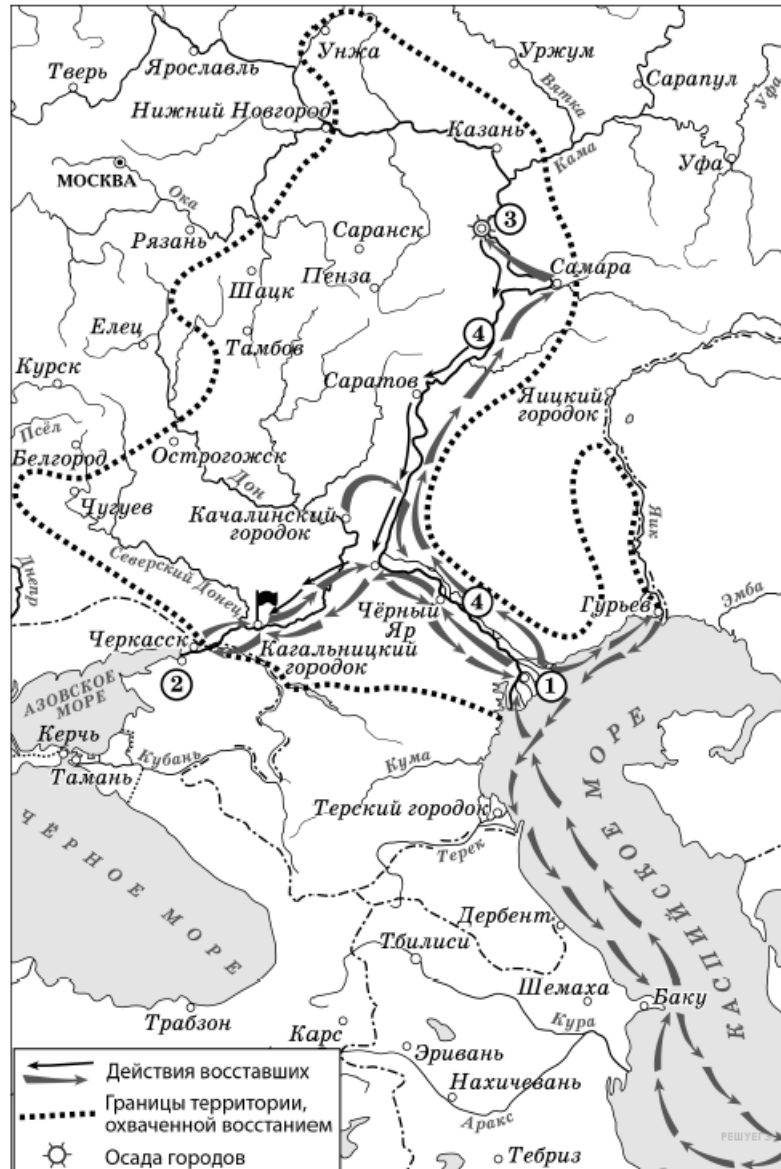 Унжа
Уржум
Тверь
Ярославль
Вятка
Сарапул
Уфа
Нижний Новгород
Казань
Кама
Уфа
МОСКВА
Ока
Рязань
Саранск
3
Шацк
Пенза
Самара
Елец
Тамбов
4
Курск
Саратов
Яицкий
городок
Псёл
Белгород
Острогожск
Дон
Чугуев
Качалинский
городок
Яик
Северский Донец
Днепр
4
Чёрный
Яр
Гурьев
Эмба
Черкасск
Кагальницкий
городок
2
1
АЗОВСКОЕ
МОРЕ
Керчь
Тамань
Кубань
Кума
Терский городок
Терек
ЧЁРНОЕ МОРЕ
КАСПИЙСКОЕ МОРЕ
Дербент
Тбилиси
Шемаха
Баку
Трабзон
Карс
Кура
Эривань
Нахичевань
Аракс
Тебриз
Действия восставших
Границы территории,
охваченной восстанием
Осада городов